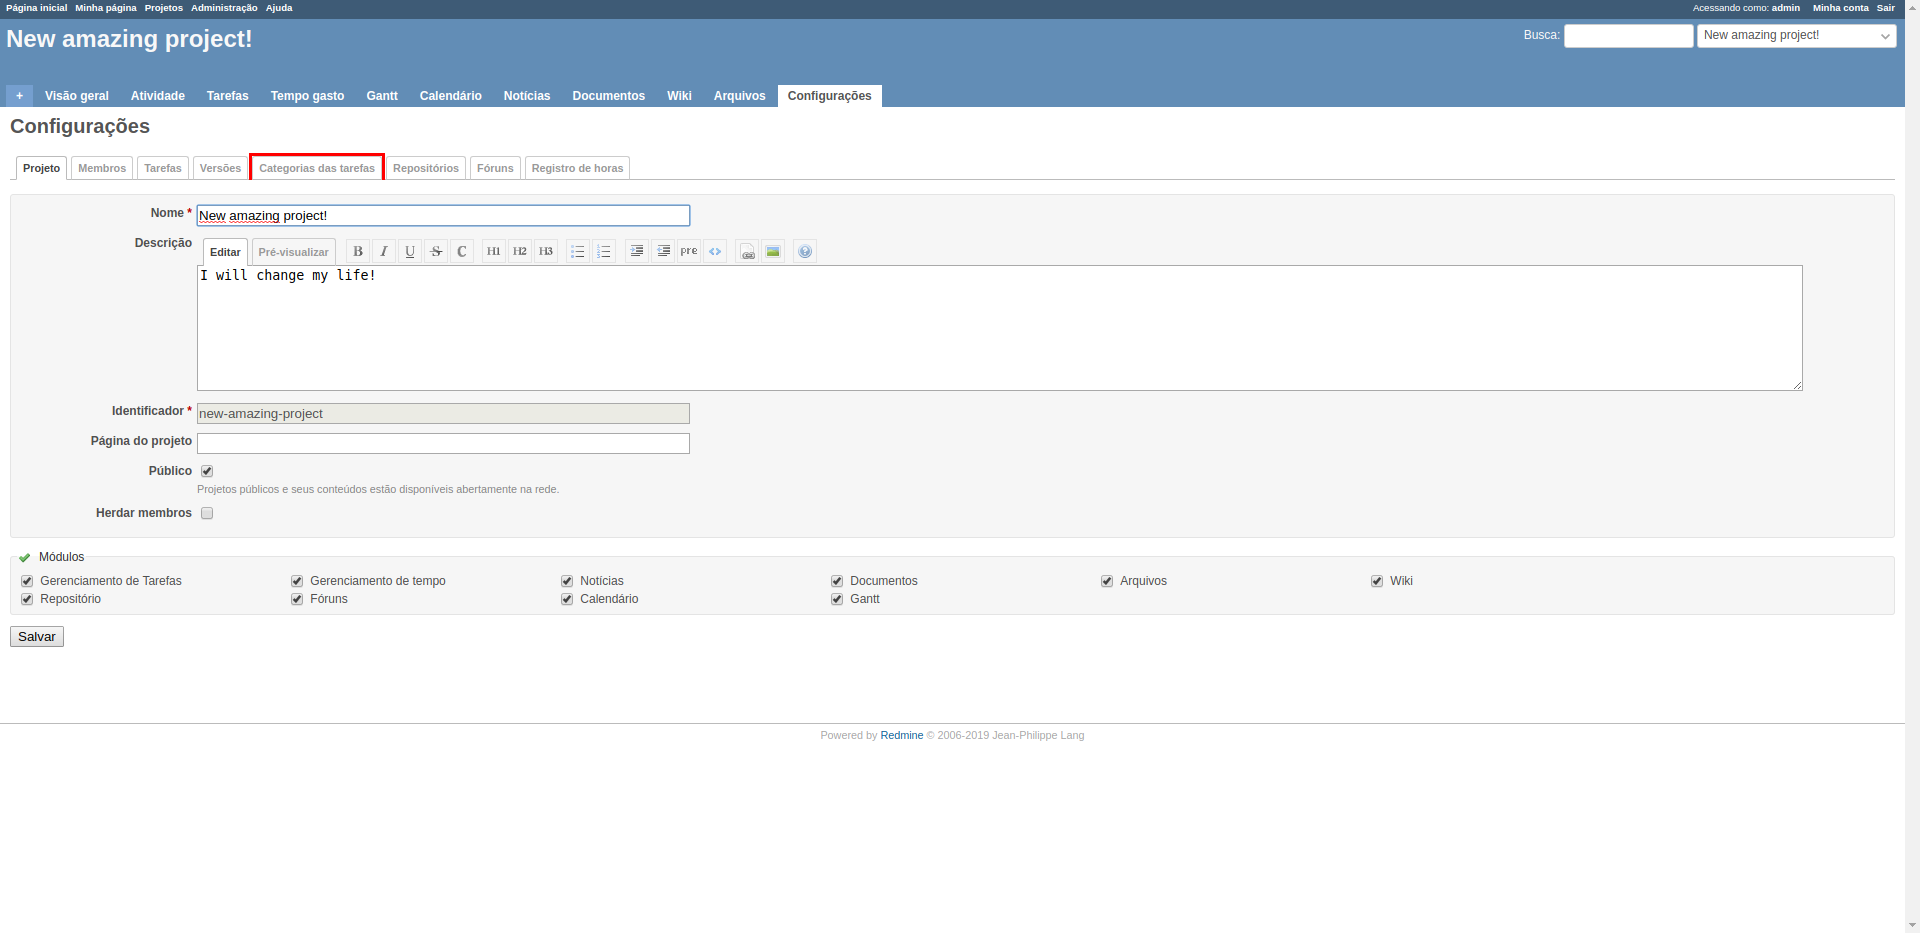 Página inicial Minha página Projetos Administração Ajuda Acessando como: admin Minha conta Sair
New amazing project! Busca: New amazing project!
+ Visão geral Atividade Tarefas Tempo gasto Gantt Calendário Notícias Documentos Wiki Arquivos Configurações
Configurações
Projeto Membros Tarefas Versões Categorias das tarefas Repositórios Fóruns Registro de horas
Nome * New amazing project!
Descrição Editar Pré-visualizar B I U S C H1 H2 H3 pre <> ?
I will change my life!
Identificador * new-amazing-project
Página do projeto
Público
Projetos públicos e seus conteúdos estão disponíveis abertamente na rede.
Herdar membros
Módulos
Gerenciamento de Tarefas Gerenciamento de tempo Notícias Documentos Arquivos Wiki
Repositório Fóruns Calendário Gantt
Salvar
Powered by Redmine © 2006-2019 Jean-Philippe Lang